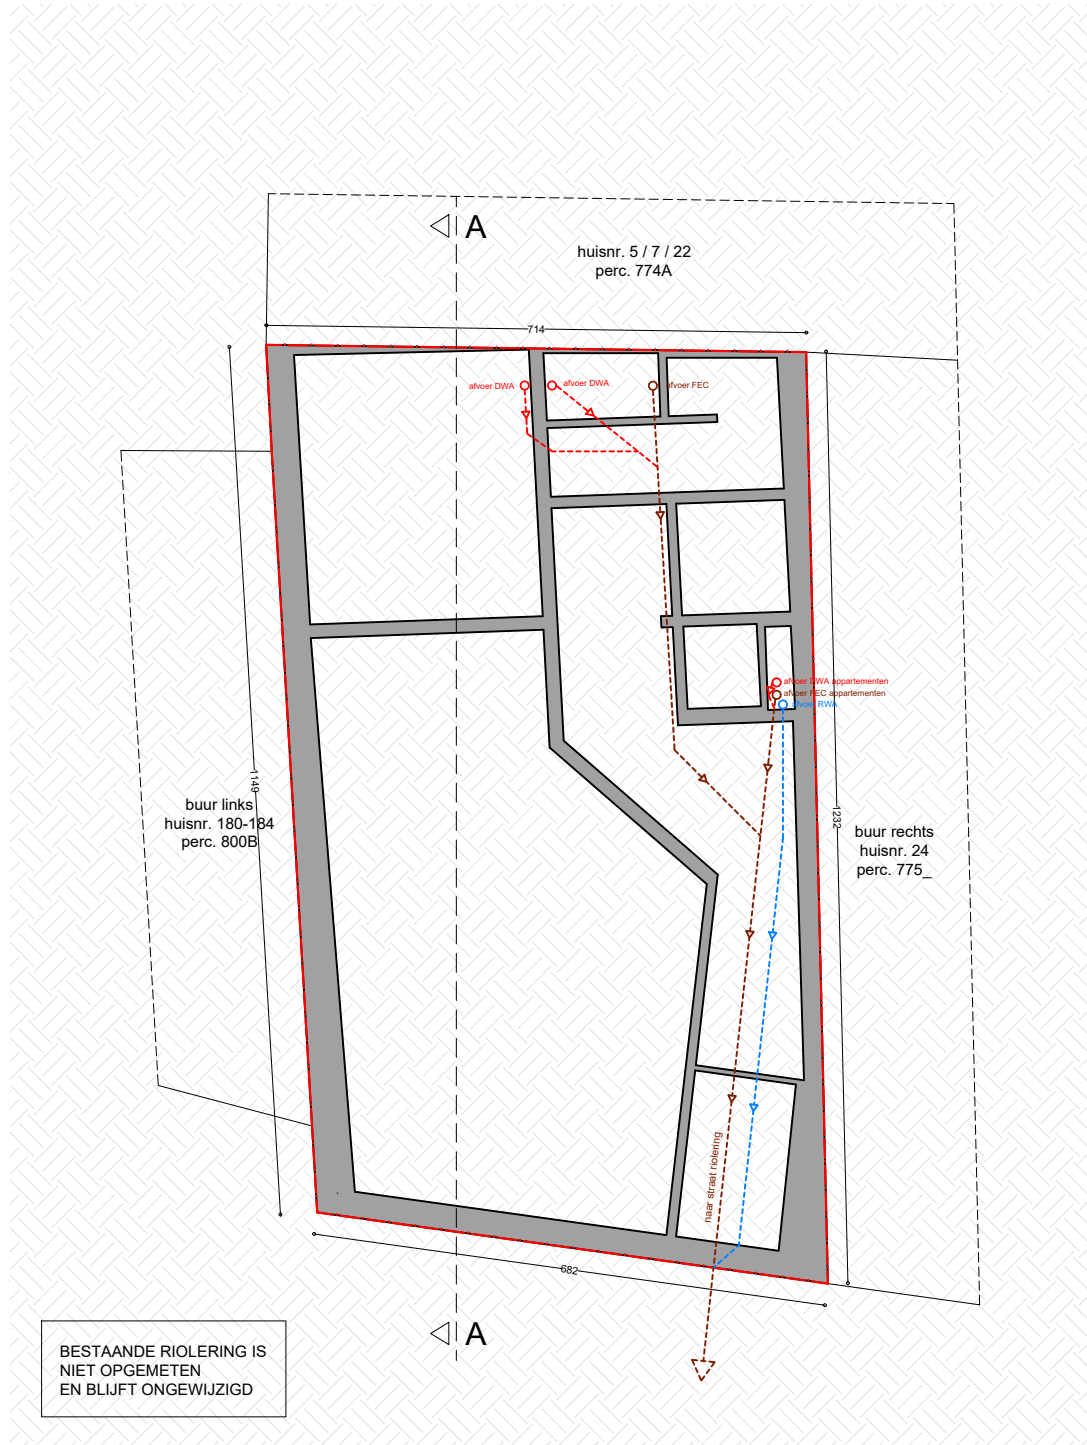 A
huisnr. 5 / 7 / 22
perc. 774A
714
afvoer DWA
afvoer DWA
afvoer FEC
afvoer DWA appartementen
afvoer FEC appartementen
afvoer RWA
1149
buur links
huisnr. 180-184
perc. 800B
1232
buur rechts
huisnr. 24
perc. 775_
naar straat riolering
682
A
BESTAANDE RIOLERING IS
NIET OPGEMETEN
EN BLIJFT ONGEWIJZIGD